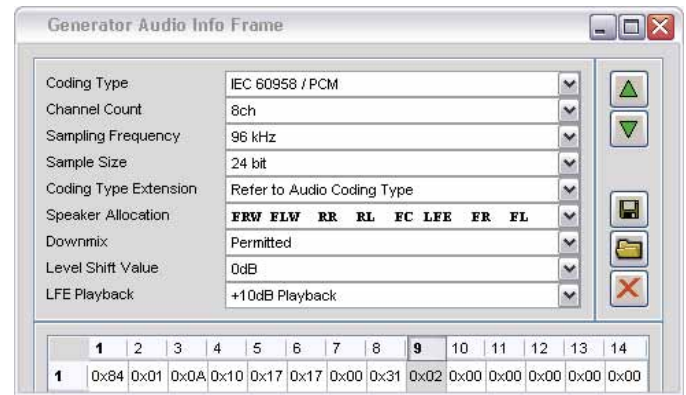 Generator Audio Info Frame
Coding Type IEC 60958 / PCM
Channel Count 8ch
Sampling Frequency 96 kHz
Sample Size 24 bit
Coding Type Extension Refer to Audio Coding Type
Speaker Allocation FRW FLW RR RL FC LFE FR FL
Downmix Permitted
Level Shift Value 0dB
LFE Playback +10dB Playback
1 2 3 4 5 6 7 8 9 10 11 12 13 14
1 0x84 0x01 0x0A 0x10 0x17 0x17 0x00 0x31 0x02 0x00 0x00 0x00 0x00 0x00